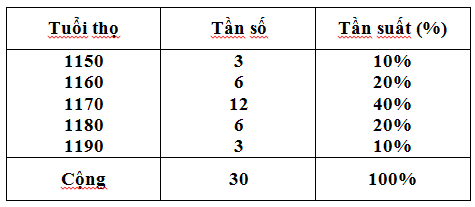 Tuổi thọ Tần số Tần suất (%)
1150 3 10%
1160 6 20%
1170 12 40%
1180 6 20%
1190 3 10%
Cộng 30 100%